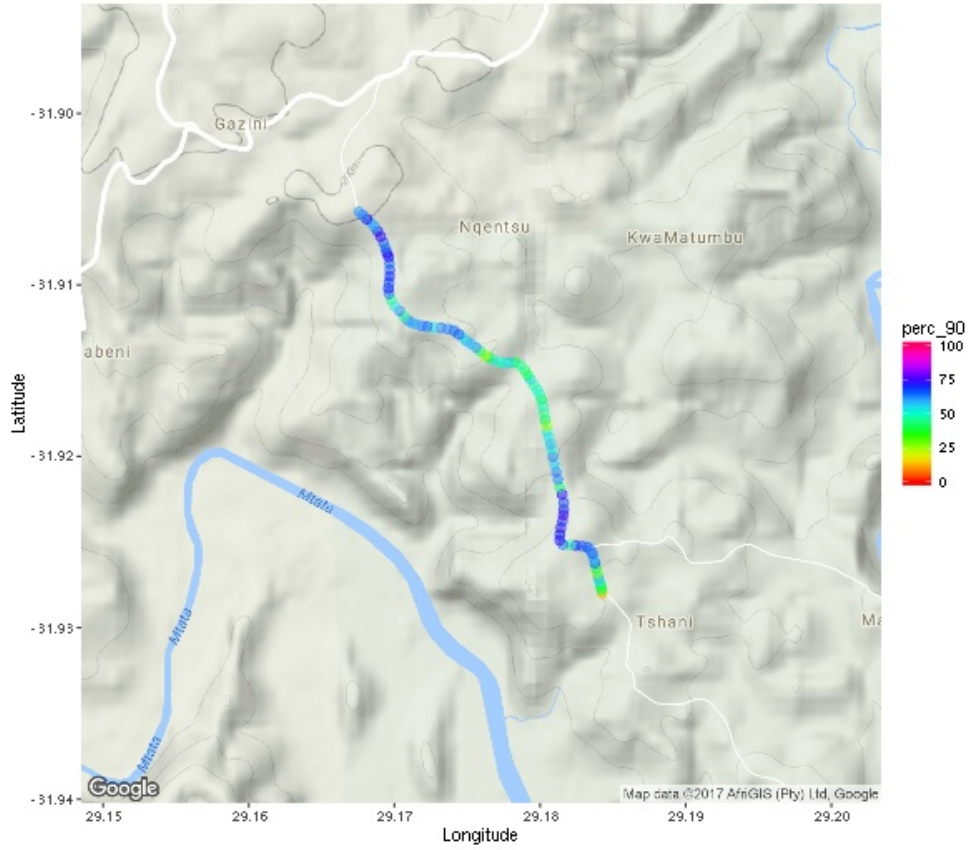 -31.90
Gazini
200m
Nqentsu
KwaMatumbu
-31.91
perc_90
100
abeni
75
50
25
0
Latitude
-31.92
Mtata
Mtata
-31.93
Tshani
Ma
Mtata
Google
Map data ©2017 AfriGIS (Pty) Ltd, Google
-31.94
29.15
29.16
29.17
29.18
29.19
29.20
Longitude